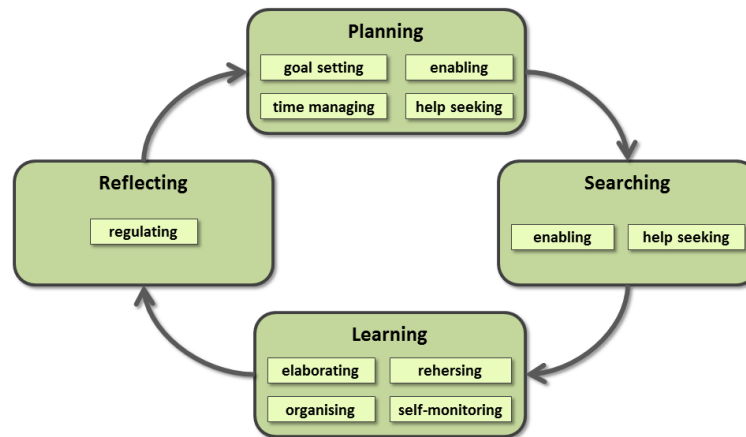 Planning
goal setting
enabling
time managing
help seeking
Reflecting
regulating
Searching
enabling
help seeking
Learning
elaborating
rehersing
organising
self-monitoring